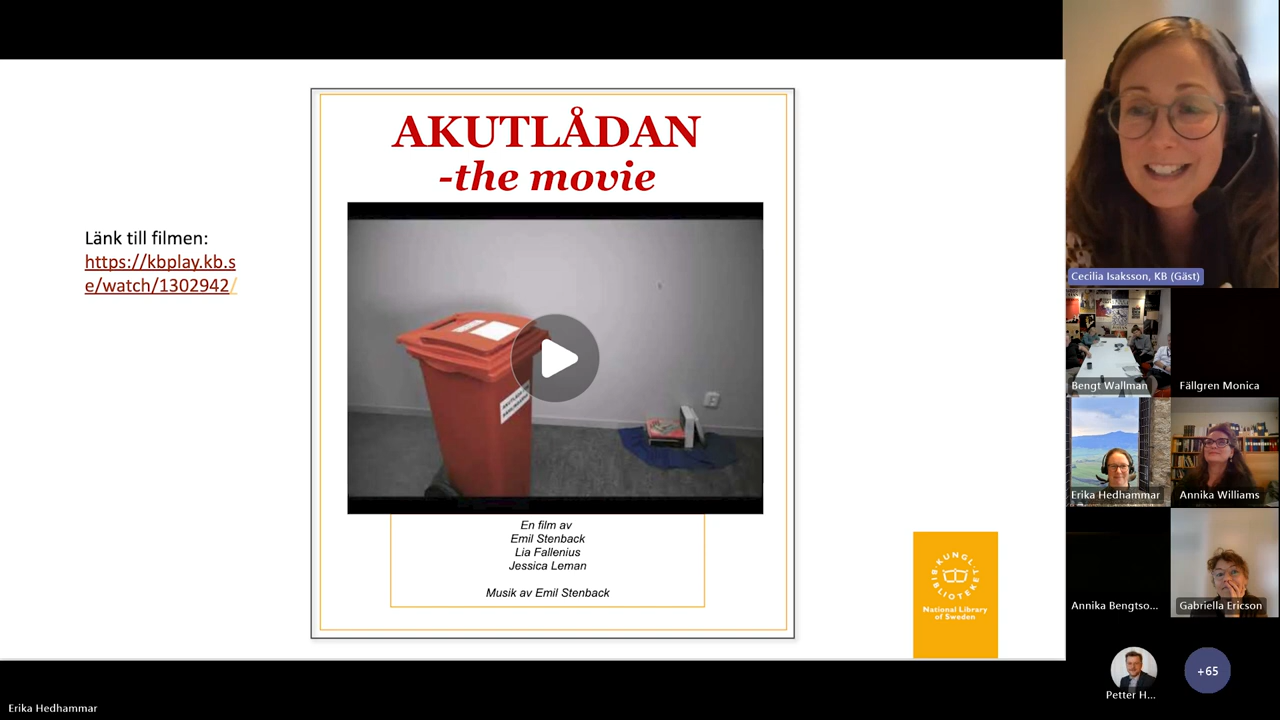 AKUTLÅDAN
-the movie
Länk till filmen:
https://kbplay.kb.s
e/watch/1302942/
En film av
Emil Stenback
Lia Fallenius
Jessica Leman
Musik av Emil Stenback
KUNGL.
BIBLIOTEKET
National Library
of Sweden
Cecilia Isaksson, KB (Gäst)
Bengt Wallman
Fällgren Monica
Erika Hedhammar
Annika Williams
Annika Bengtso...
Gabriella Ericson
Petter H...
+65
Erika Hedhammar